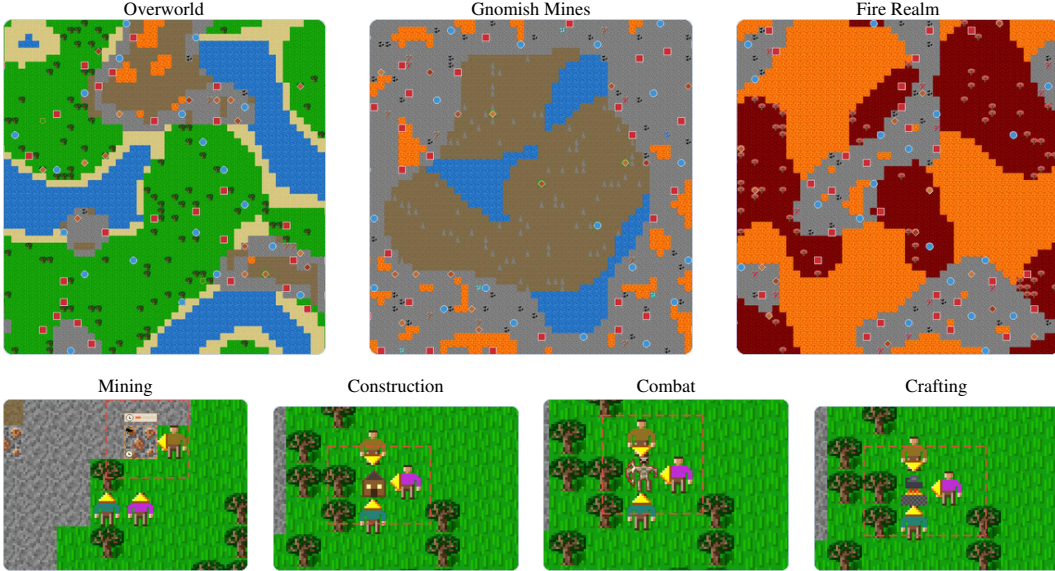 Overworld
Gnomish Mines
Fire Realm
Mining
Construction
Combat
Crafting